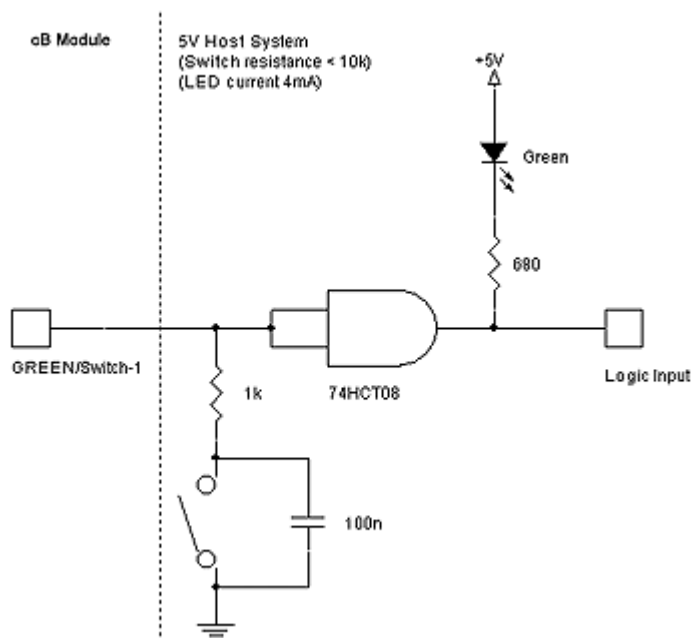 cB Module
5V Host System
(Switch resistance < 10k)
(LED current 4mA)
+5V
Green
680
GREEN/Switch-1
1k
74HCT08
Logic Input
100n